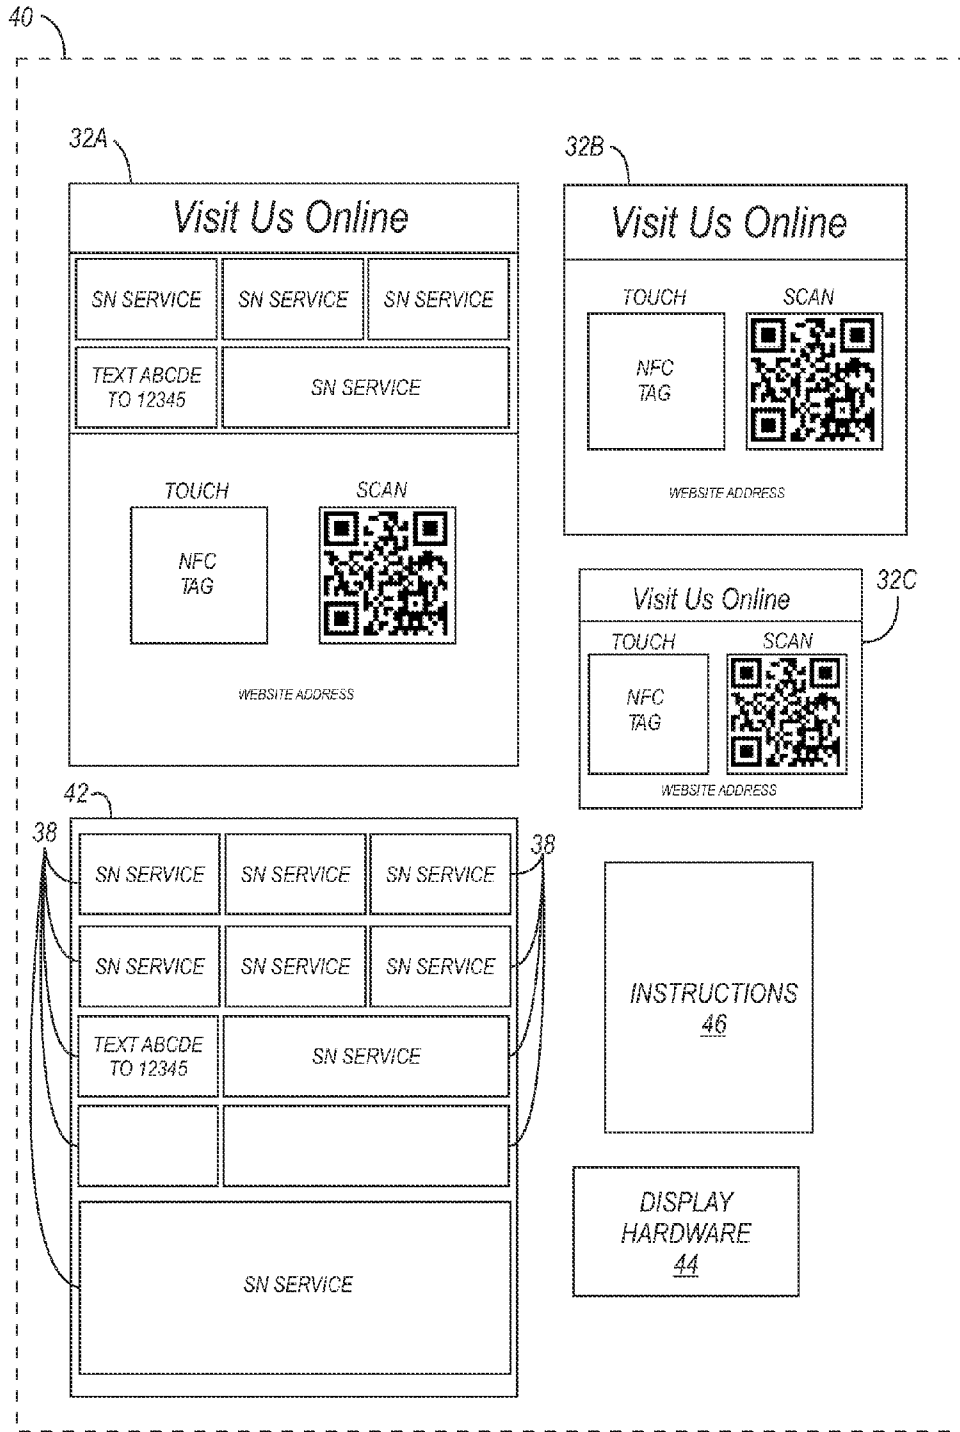 40
32A
Visit Us Online
SN SERVICE SN SERVICE SN SERVICE
TEXT ABCDE
TO 12345
SN SERVICE
TOUCH SCAN
NFC
TAG
WEBSITE ADDRESS
32B
Visit Us Online
TOUCH SCAN
NFC
TAG
WEBSITE ADDRESS
32C
Visit Us Online
TOUCH SCAN
NFC
TAG
WEBSITE ADDRESS
42
38 38
SN SERVICE SN SERVICE SN SERVICE
SN SERVICE SN SERVICE SN SERVICE
TEXT ABCDE
TO 12345
SN SERVICE
SN SERVICE
INSTRUCTIONS
46
DISPLAY
HARDWARE
44